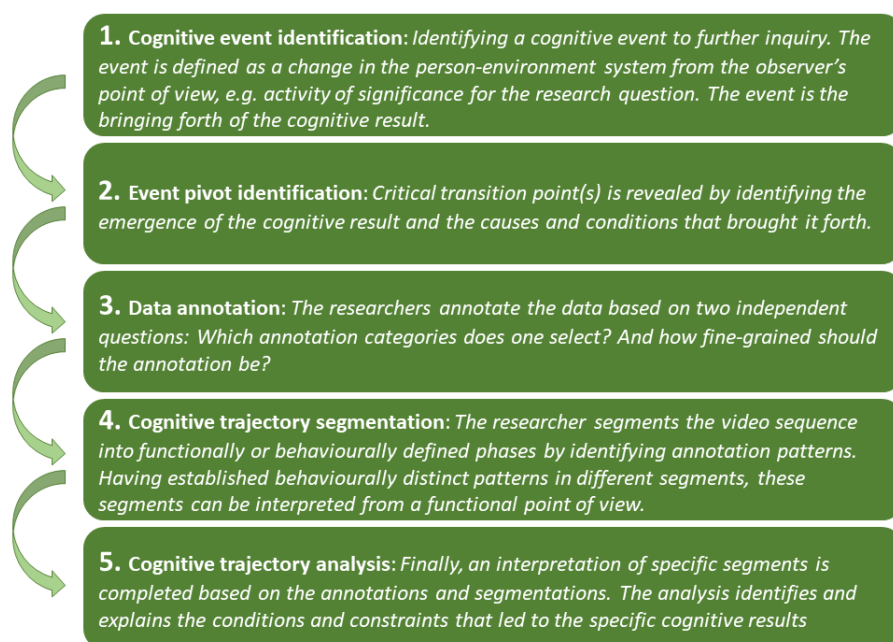 1. Cognitive event identification: Identifying a cognitive event to further inquiry. The
event is defined as a change in the person-environment system from the observer's
point of view, e.g. activity of significance for the research question. The event is the
bringing forth of the cognitive result.
2. Event pivot identification: Critical transition point(s) is revealed by identifying the
emergence of the cognitive result and the causes and conditions that brought it forth.
3. Data annotation: The researchers annotate the data based on two independent
questions: Which annotation categories does one select? And how fine-grained should
the annotation be?
4. Cognitive trajectory segmentation: The researcher segments the video sequence
into functionally or behaviourally defined phases by identifying annotation patterns.
Having established behaviourally distinct patterns in different segments, these
segments can be interpreted from a functional point of view.
5. Cognitive trajectory analysis: Finally, an interpretation of specific segments is
completed based on the annotations and segmentations. The analysis identifies and
explains the conditions and constraints that led to the specific cognitive results